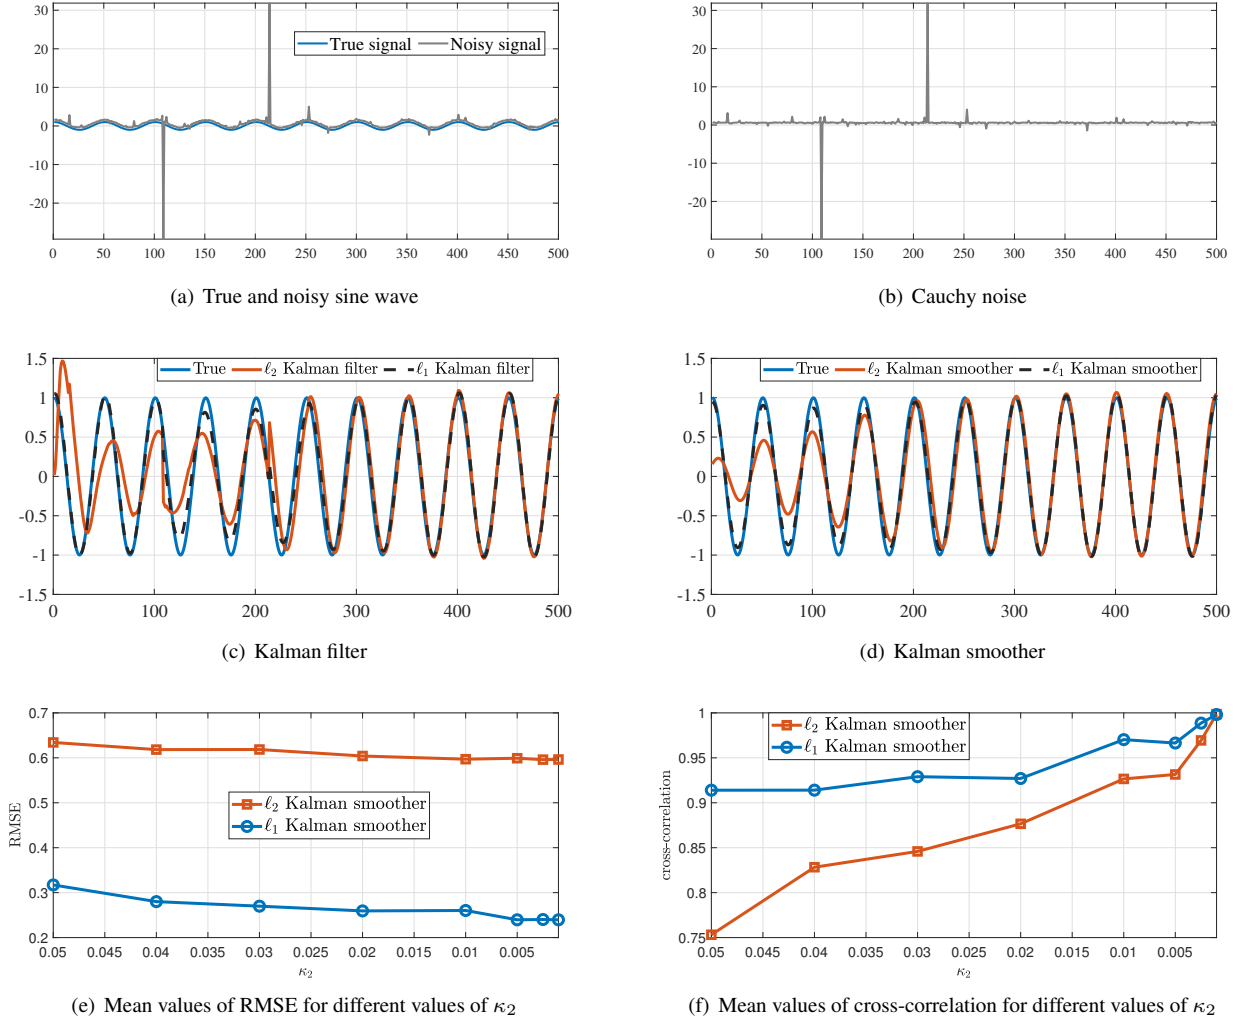 30
20
10
0
-10
-20
0 50 100 150 200 250 300 350 400 450 500
True signal Noisy signal
(a) True and noisy sine wave
30
20
10
0
-10
-20
0 50 100 150 200 250 300 350 400 450 500
(b) Cauchy noise
1.5
1
0.5
0
-0.5
-1
-1.5
0 100 200 300 400 500
True ℓ₂ Kalman filter ℓ₁ Kalman filter
(c) Kalman filter
1.5
1
0.5
0
-0.5
-1
-1.5
0 100 200 300 400 500
True ℓ₂ Kalman smoother ℓ₁ Kalman smoother
(d) Kalman smoother
0.7
0.6
0.5
0.4
0.3
0.2
RMSE
ℓ₂ Kalman smoother
ℓ₁ Kalman smoother
0.05 0.045 0.04 0.035 0.03 0.025 0.02 0.015 0.01 0.005
κ₂
(e) Mean values of RMSE for different values of κ₂
1
0.95
0.9
0.85
0.8
0.75
cross-correlation
ℓ₂ Kalman smoother
ℓ₁ Kalman smoother
0.05 0.045 0.04 0.035 0.03 0.025 0.02 0.015 0.01 0.005
κ₂
(f) Mean values of cross-correlation for different values of κ₂